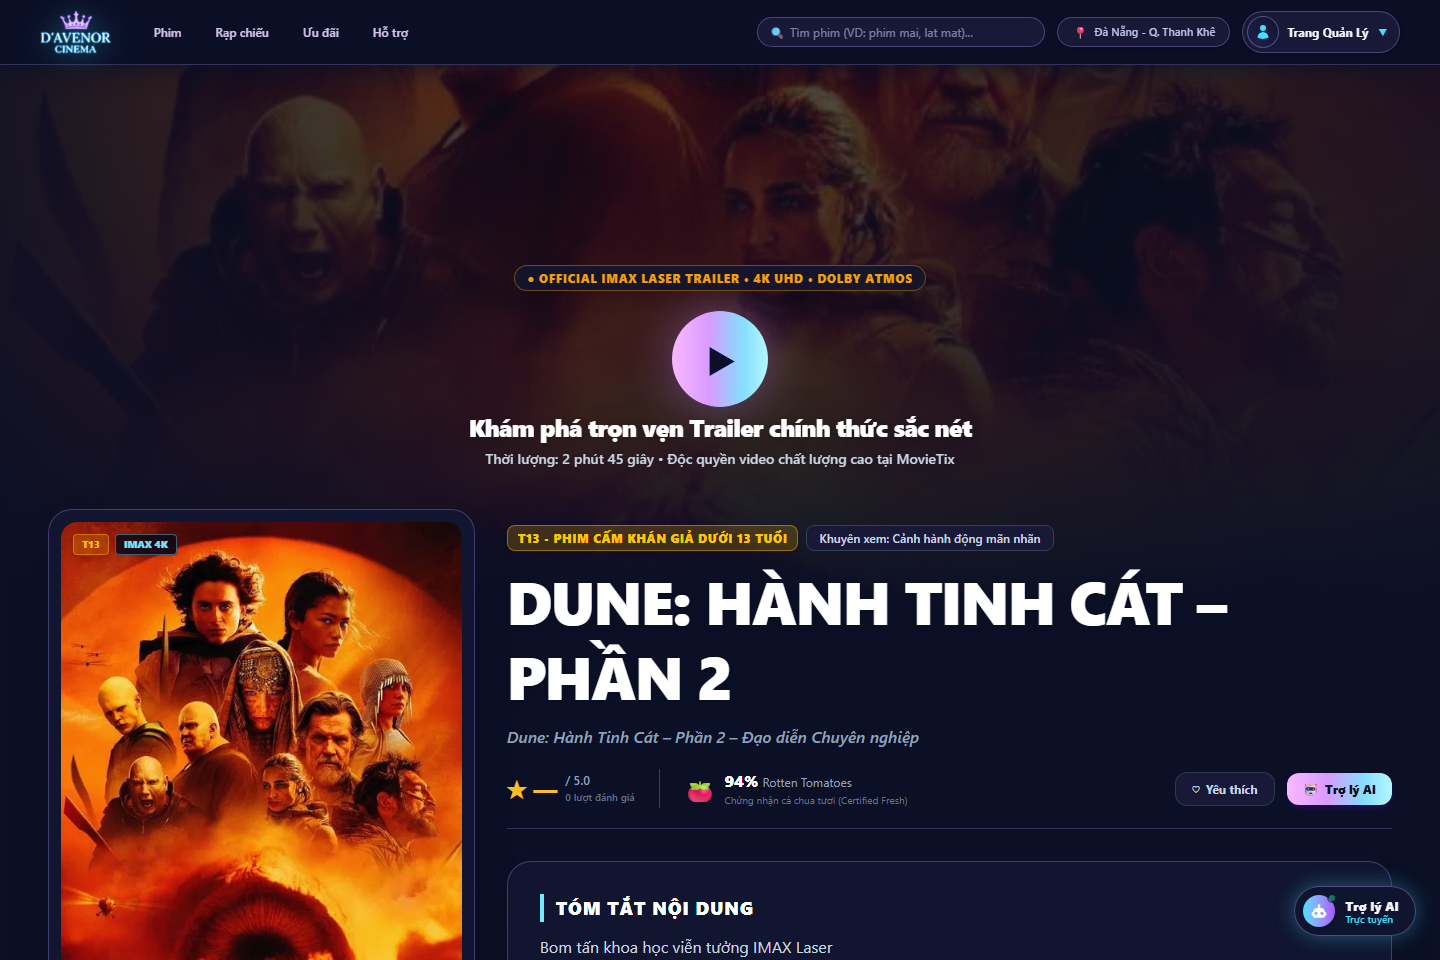 D'AVENOR
CINEMA
Phim
Rạp chiếu
Ưu đãi
Hỗ trợ
Tìm phim (VD: phim mai, lat mat)...
Đà Nẵng - Q. Thanh Khê
Trang Quản Lý
• OFFICIAL IMAX LASER TRAILER • 4K UHD • DOLBY ATMOS
Khám phá trọn vẹn Trailer chính thức sắc nét
Thời lượng: 2 phút 45 giây • Độc quyền video chất lượng cao tại MovieTix
T13
IMAX 4K
T13 - PHIM CẤM KHÁN GIẢ DƯỚI 13 TUỔI
Khuyên xem: Cảnh hành động mãn nhãn
DUNE: HÀNH TINH CÁT –
PHẦN 2
Dune: Hành Tinh Cát – Phần 2 – Đạo diễn Chuyên nghiệp
— / 5.0
0 lượt đánh giá
94% Rotten Tomatoes
Chứng nhận cà chua tươi (Certified Fresh)
♡ Yêu thích
Trợ lý AI
TÓM TẮT NỘI DUNG
Bom tấn khoa học viễn tưởng IMAX Laser
Trợ lý AI
Trực tuyến